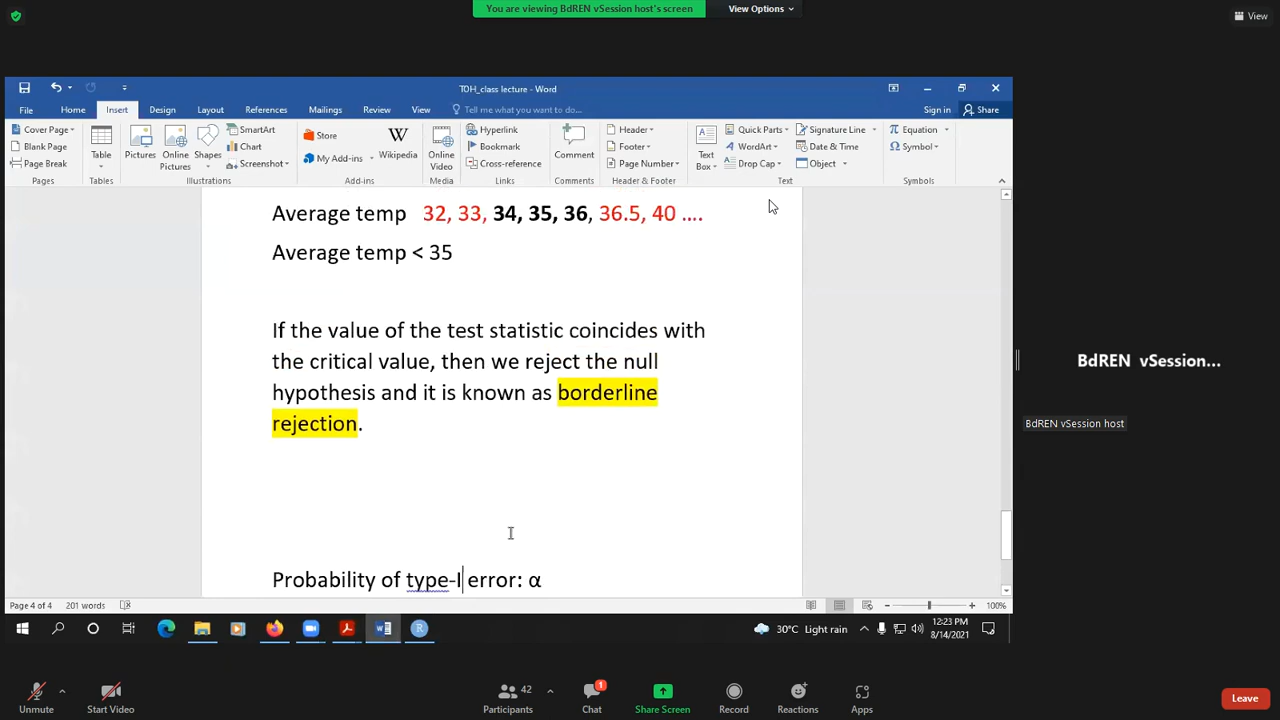 You are viewing BdREN vSession host's screen
View Options
View
TOH_class lecture - Word
File Home Insert Design Layout References Mailings Review View Tell me what you want to do... Sign in Share
Cover Page
Blank Page
Page Break
Pages
Table
Tables
Pictures
Online Pictures
Shapes
SmartArt
Chart
Screenshot
Illustrations
Store
My Add-ins
Wikipedia
Add-ins
Online Video
Media
Hyperlink
Bookmark
Cross-reference
Links
Comment
Comments
Header
Footer
Page Number
Header & Footer
Text Box
Quick Parts
WordArt
Drop Cap
Signature Line
Date & Time
Object
Text
Equation
Symbol
Symbols
Average temp 32, 33, 34, 35, 36, 36.5, 40 ....
Average temp < 35
If the value of the test statistic coincides with
the critical value, then we reject the null
hypothesis and it is known as borderline
rejection.
Probability of type-I error: α
BdREN vSession...
BdREN vSession host
Page 4 of 4 201 words 100%
30°C Light rain
12:23 PM
8/14/2021
Unmute
Start Video
42
Participants
1
Chat
Share Screen
Record
Reactions
Apps
Leave